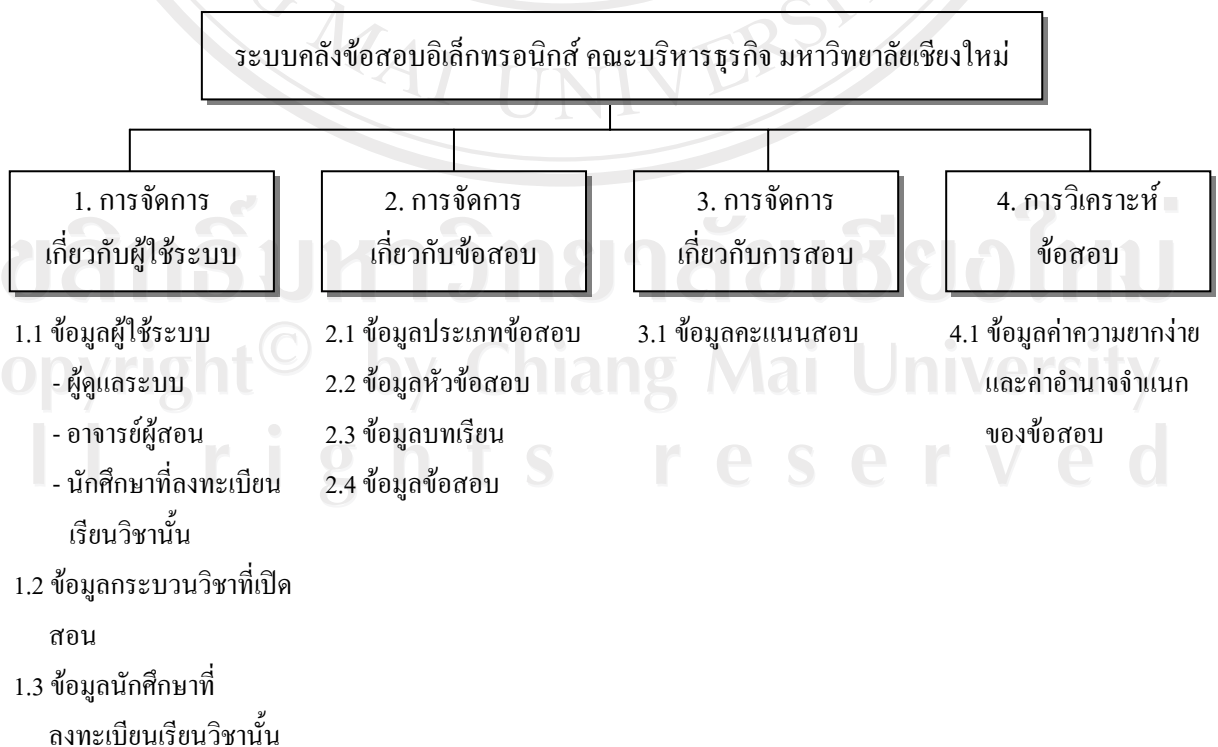 ระบบคลังข้อสอบอิเล็กทรอนิกส์ คณะบริหารธุรกิจ มหาวิทยาลัยเชียงใหม่
MAI UNIVERSI
1. การจัดการ
เกี่ยวกับผู้ใช้ระบบ
2. การจัดการ
เกี่ยวกับข้อสอบ
3. การจัดการ
เกี่ยวกับการสอบ
4. การวิเคราะห์
ข้อสอบ
ขสิทธิ์มหาวิทยาลัยเชียงใหม่
opyright© by Chiang Mai University
ll rights reserved
1.1 ข้อมูลผู้ใช้ระบบ
- ผู้ดูแลระบบ
- อาจารย์ผู้สอน
- นักศึกษาที่ลงทะเบียน
เรียนวิชานั้น
1.2 ข้อมูลกระบวนวิชาที่เปิด
สอน
1.3 ข้อมูลนักศึกษาที่
ลงทะเบียนเรียนวิชานั้น
2.1 ข้อมูลประเภทข้อสอบ
2.2 ข้อมูลหัวข้อสอบ
2.3 ข้อมูลบทเรียน
2.4 ข้อมูลข้อสอบ
3.1 ข้อมูลคะแนนสอบ
4.1 ข้อมูลค่าความยากง่าย
และค่าอำนาจจำแนก
ของข้อสอบ